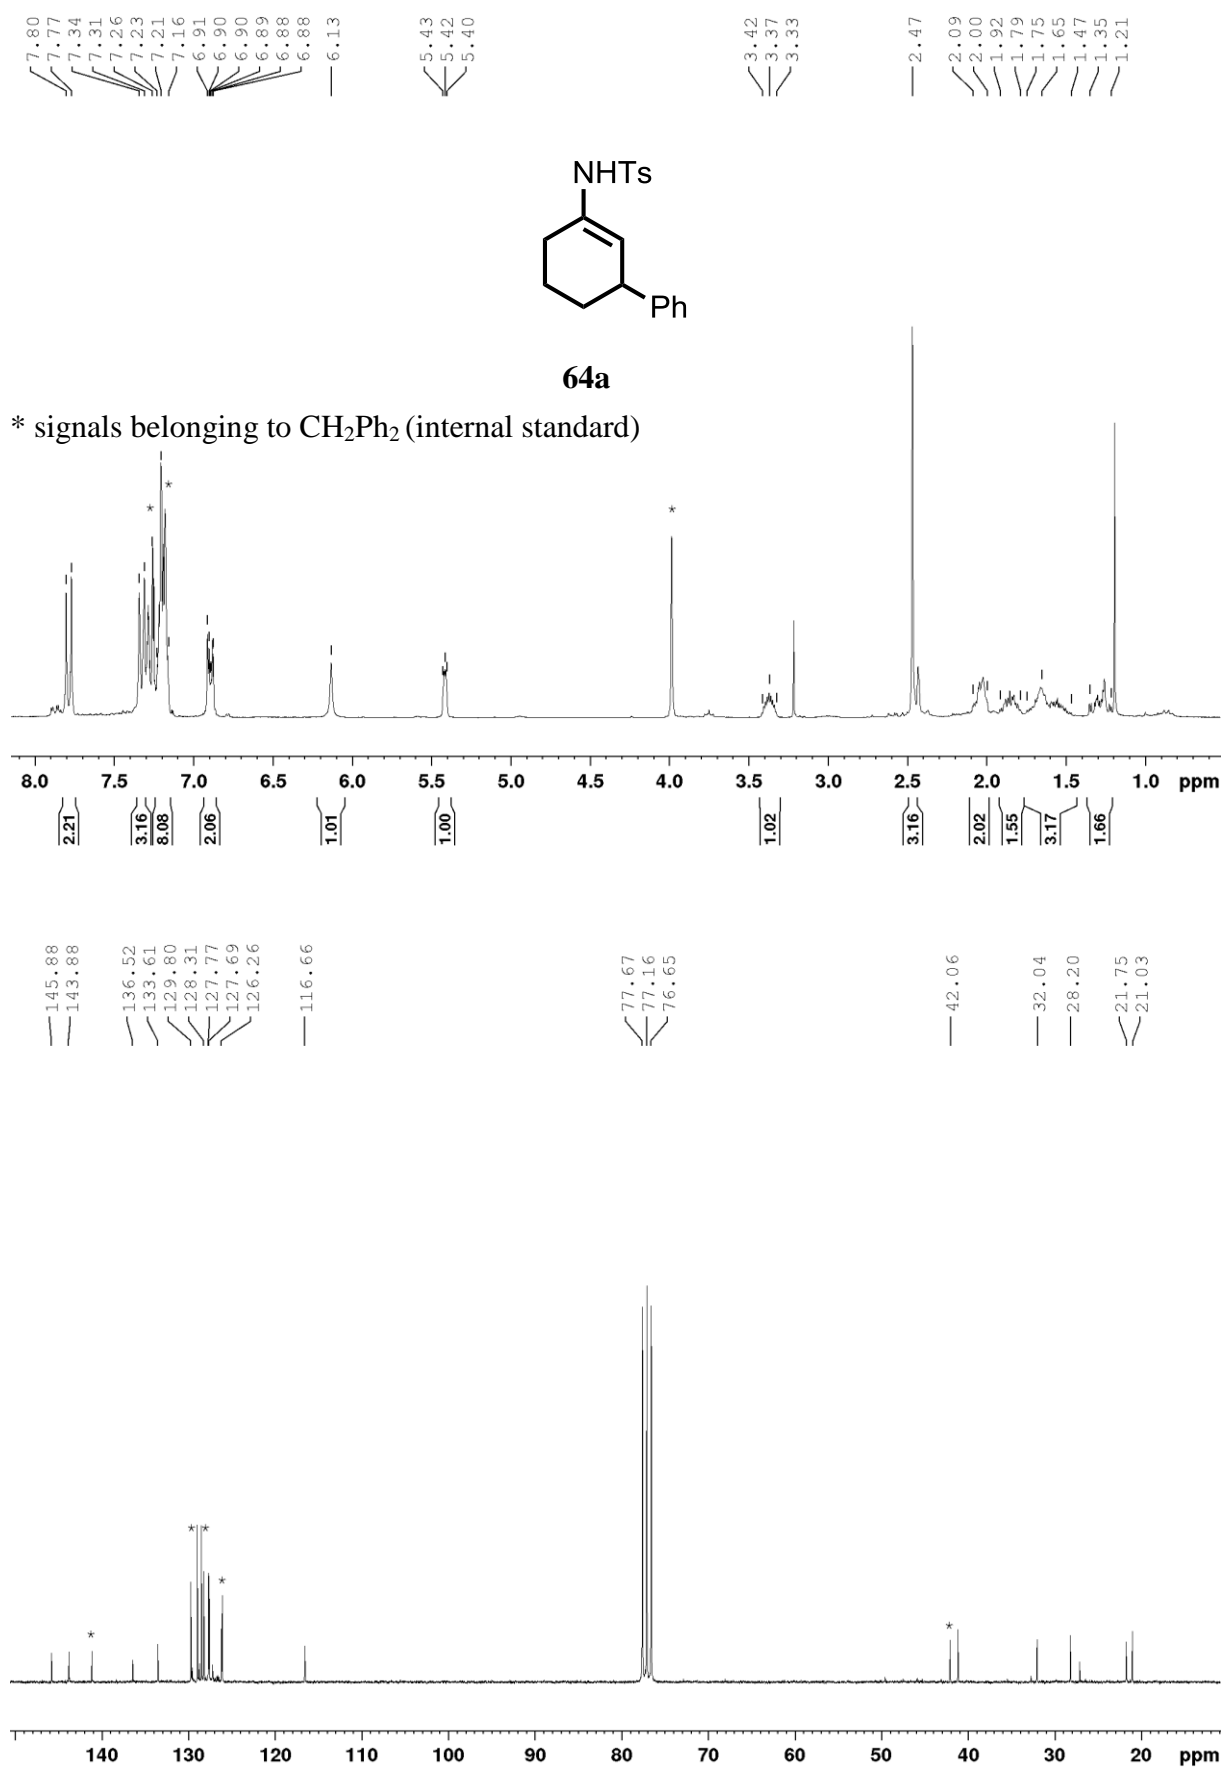 7.80 7.77 7.34 7.31 7.26 7.23 7.21 7.16 6.91 6.90 6.90 6.89 6.88 6.88 6.13 5.43 5.42 5.40 3.42 3.37 3.33 2.47 2.09 2.00 1.92 1.79 1.75 1.65 1.47 1.35 1.21
NHTs
Ph
64a
* signals belonging to CH₂Ph₂ (internal standard)
* * *
8.0 7.5 7.0 6.5 6.0 5.5 5.0 4.5 4.0 3.5 3.0 2.5 2.0 1.5 1.0 ppm
2.21 3.16 8.08 2.06 1.01 1.00 1.02 3.16 2.02 1.55 3.17 1.66
145.88 143.88 136.52 133.61 129.80 128.31 127.77 127.69 126.26 116.66 77.67 77.16 76.65 42.06 32.04 28.20 21.75 21.03
* * * * *
140 130 120 110 100 90 80 70 60 50 40 30 20 ppm